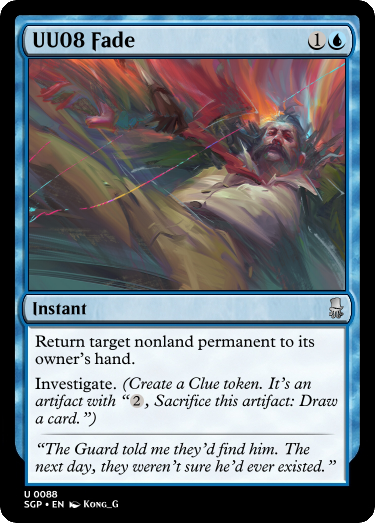 UU08 Fade
1
Instant
Return target nonland permanent to its
owner's hand.
Investigate. (Create a Clue token. It's an
artifact with “2, Sacrifice this artifact: Draw
a card.”)
“The Guard told me they'd find him. The
next day, they weren't sure he'd ever existed.”
U 0088
SGP • EN Kong_G